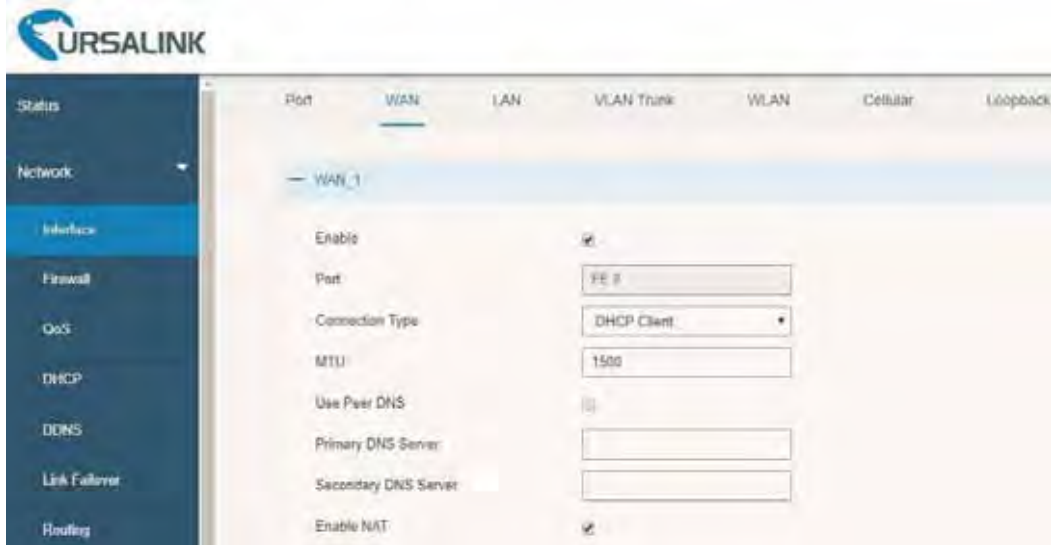 URSALINK
Status
Network
Interface
Firewall
QoS
DHCP
DDNS
Link Failover
Routing
Port WAN LAN VLAN Trunk WLAN Cellular Loopback
WAN_1
Enable
Port
Connection Type DHCP Client
MTU 1500
Use Peer DNS
Primary DNS Server
Secondary DNS Server
Enable NAT